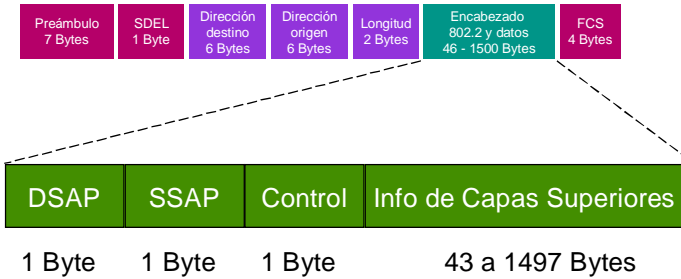 Preámbulo
7 Bytes
SDEL
1 Byte
Dirección
destino
6 Bytes
Dirección
origen
6 Bytes
Longitud
2 Bytes
Encabezado
802.2 y datos
46 - 1500 Bytes
FCS
4 Bytes
DSAP
SSAP
Control
Info de Capas Superiores
1 Byte
1 Byte
1 Byte
43 a 1497 Bytes